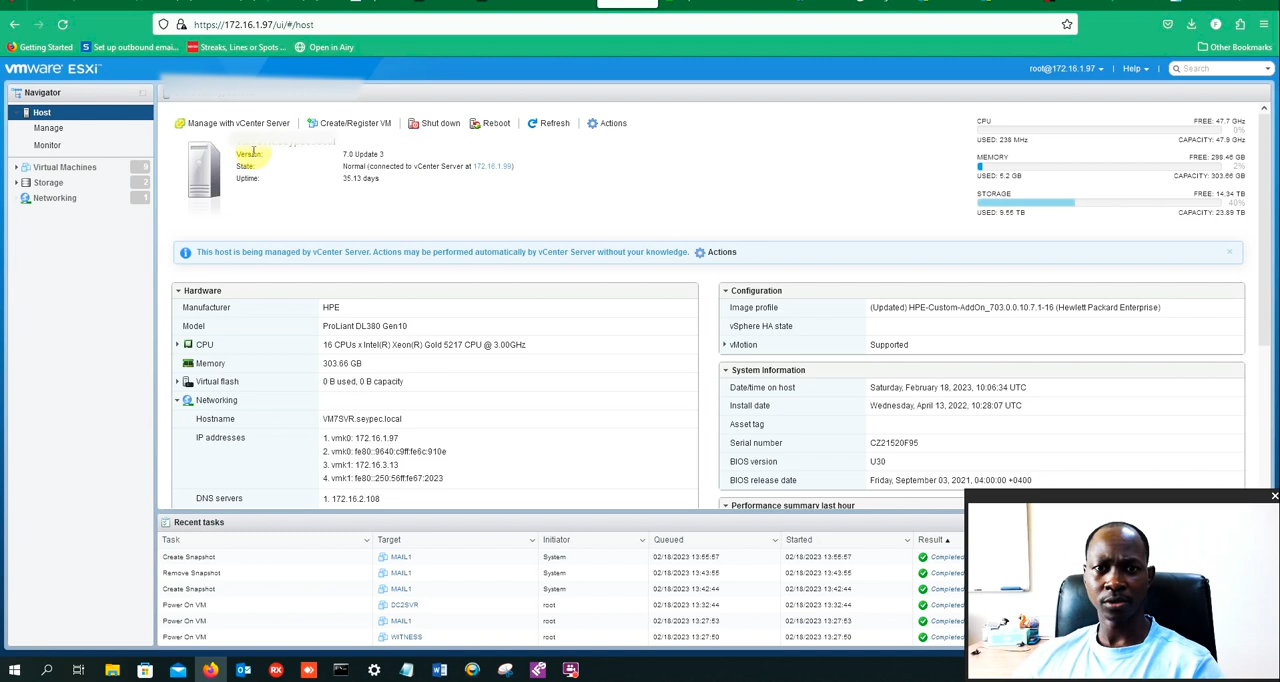 https://172.16.1.97/ui/#/host
Getting Started
Set up outbound emai...
Streaks, Lines or Spots ...
Open in Airy
Other Bookmarks
vmware ESXi™
root@172.16.1.97 | Help | Search
Navigator
Host
Manage
Monitor
Virtual Machines 9
Storage 2
Networking 1
Manage with vCenter Server | Create/Register VM | Shut down Reboot | Refresh | Actions
Version: 7.0 Update 3
State: Normal (connected to vCenter Server at 172.16.1.99)
Uptime: 35.13 days
CPU FREE: 47.7 GHz
0%
USED: 238 MHz CAPACITY: 47.9 GHz
MEMORY FREE: 298.46 GB
2%
USED: 5.2 GB CAPACITY: 303.66 GB
STORAGE FREE: 14.34 TB
40%
USED: 9.55 TB CAPACITY: 23.89 TB
This host is being managed by vCenter Server. Actions may be performed automatically by vCenter Server without your knowledge. Actions
Hardware
Manufacturer HPE
Model ProLiant DL380 Gen10
CPU 16 CPUs x Intel(R) Xeon(R) Gold 5217 CPU @ 3.00GHz
Memory 303.66 GB
Virtual flash 0 B used, 0 B capacity
Networking
Hostname VM7SVR.seypec.local
IP addresses 1. vmk0: 172.16.1.97
2. vmk0: fe80::9640:c9ff:fe6c:910e
3. vmk1: 172.16.3.13
4. vmk1: fe80::250:56ff:fe67:2023
DNS servers 1. 172.16.2.108
Configuration
Image profile (Updated) HPE-Custom-AddOn_703.0.0.10.7.1-16 (Hewlett Packard Enterprise)
vSphere HA state
vMotion Supported
System Information
Date/time on host Saturday, February 18, 2023, 10:06:34 UTC
Install date Wednesday, April 13, 2022, 10:28:07 UTC
Asset tag
Serial number CZ21520F95
BIOS version U30
BIOS release date Friday, September 03, 2021, 04:00:00 +0400
Performance summary last hour
Recent tasks
Task Target Initiator Queued Started Result
Create Snapshot MAIL1 System 02/18/2023 13:55:57 02/18/2023 13:55:57 Completed
Remove Snapshot MAIL1 System 02/18/2023 13:43:55 02/18/2023 13:43:55 Completed
Create Snapshot MAIL1 System 02/18/2023 13:42:44 02/18/2023 13:42:44 Completed
Power On VM DC2SVR root 02/18/2023 13:32:44 02/18/2023 13:32:44 Completed
Power On VM MAIL1 root 02/18/2023 13:27:53 02/18/2023 13:27:53 Completed
Power On VM WITNESS root 02/18/2023 13:27:50 02/18/2023 13:27:50 Completed